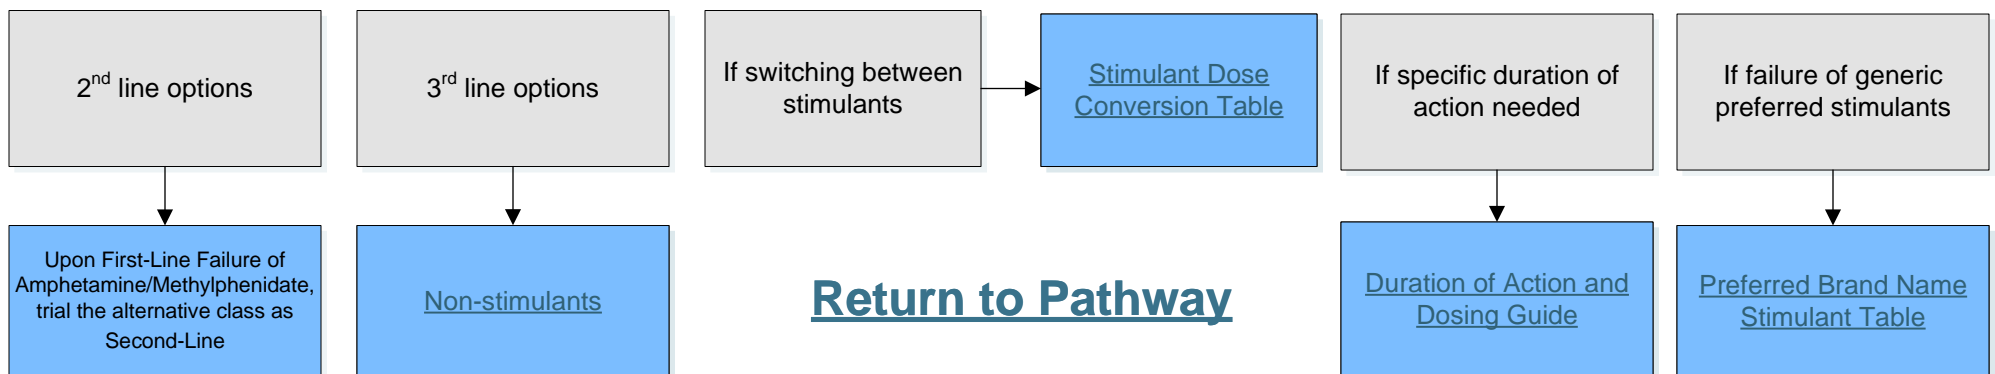 2nd line options
3rd line options
If switching between
stimulants
Stimulant Dose
Conversion Table
If specific duration of
action needed
If failure of generic
preferred stimulants
Upon First-Line Failure of
Amphetamine/Methylphenidate,
trial the alternative class as
Second-Line
Non-stimulants
Return to Pathway
Duration of Action and
Dosing Guide
Preferred Brand Name
Stimulant Table